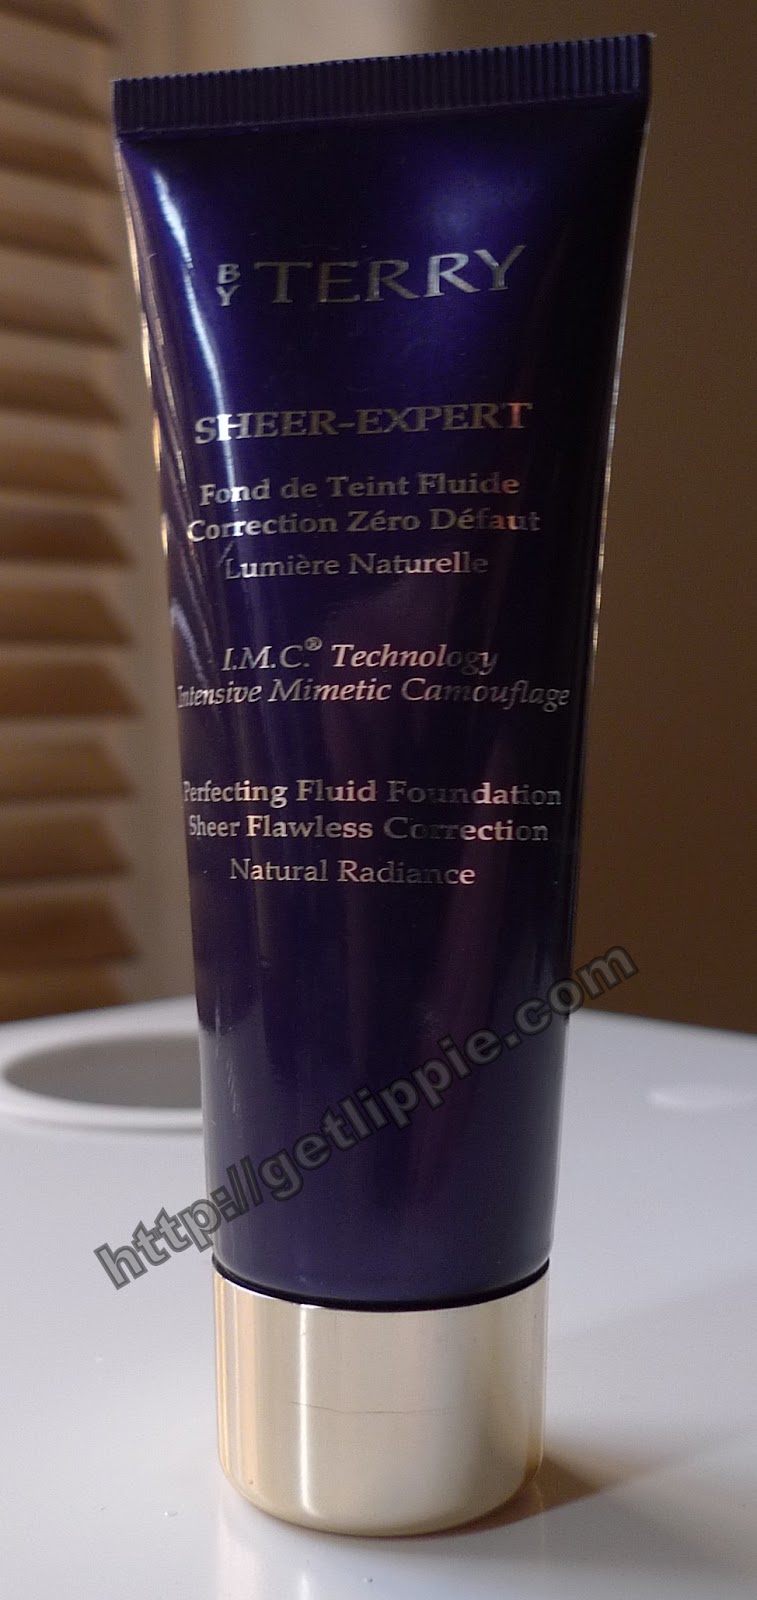 BY TERRY
SHEER-EXPERT
Fond de Teint Fluide
Correction Zéro Défaut
Lumière Naturelle
I.M.C.® Technology
Intensive Mimetic Camouflage
Perfecting Fluid Foundation
Sheer Flawless Correction
Natural Radiance
http://getlippie.com